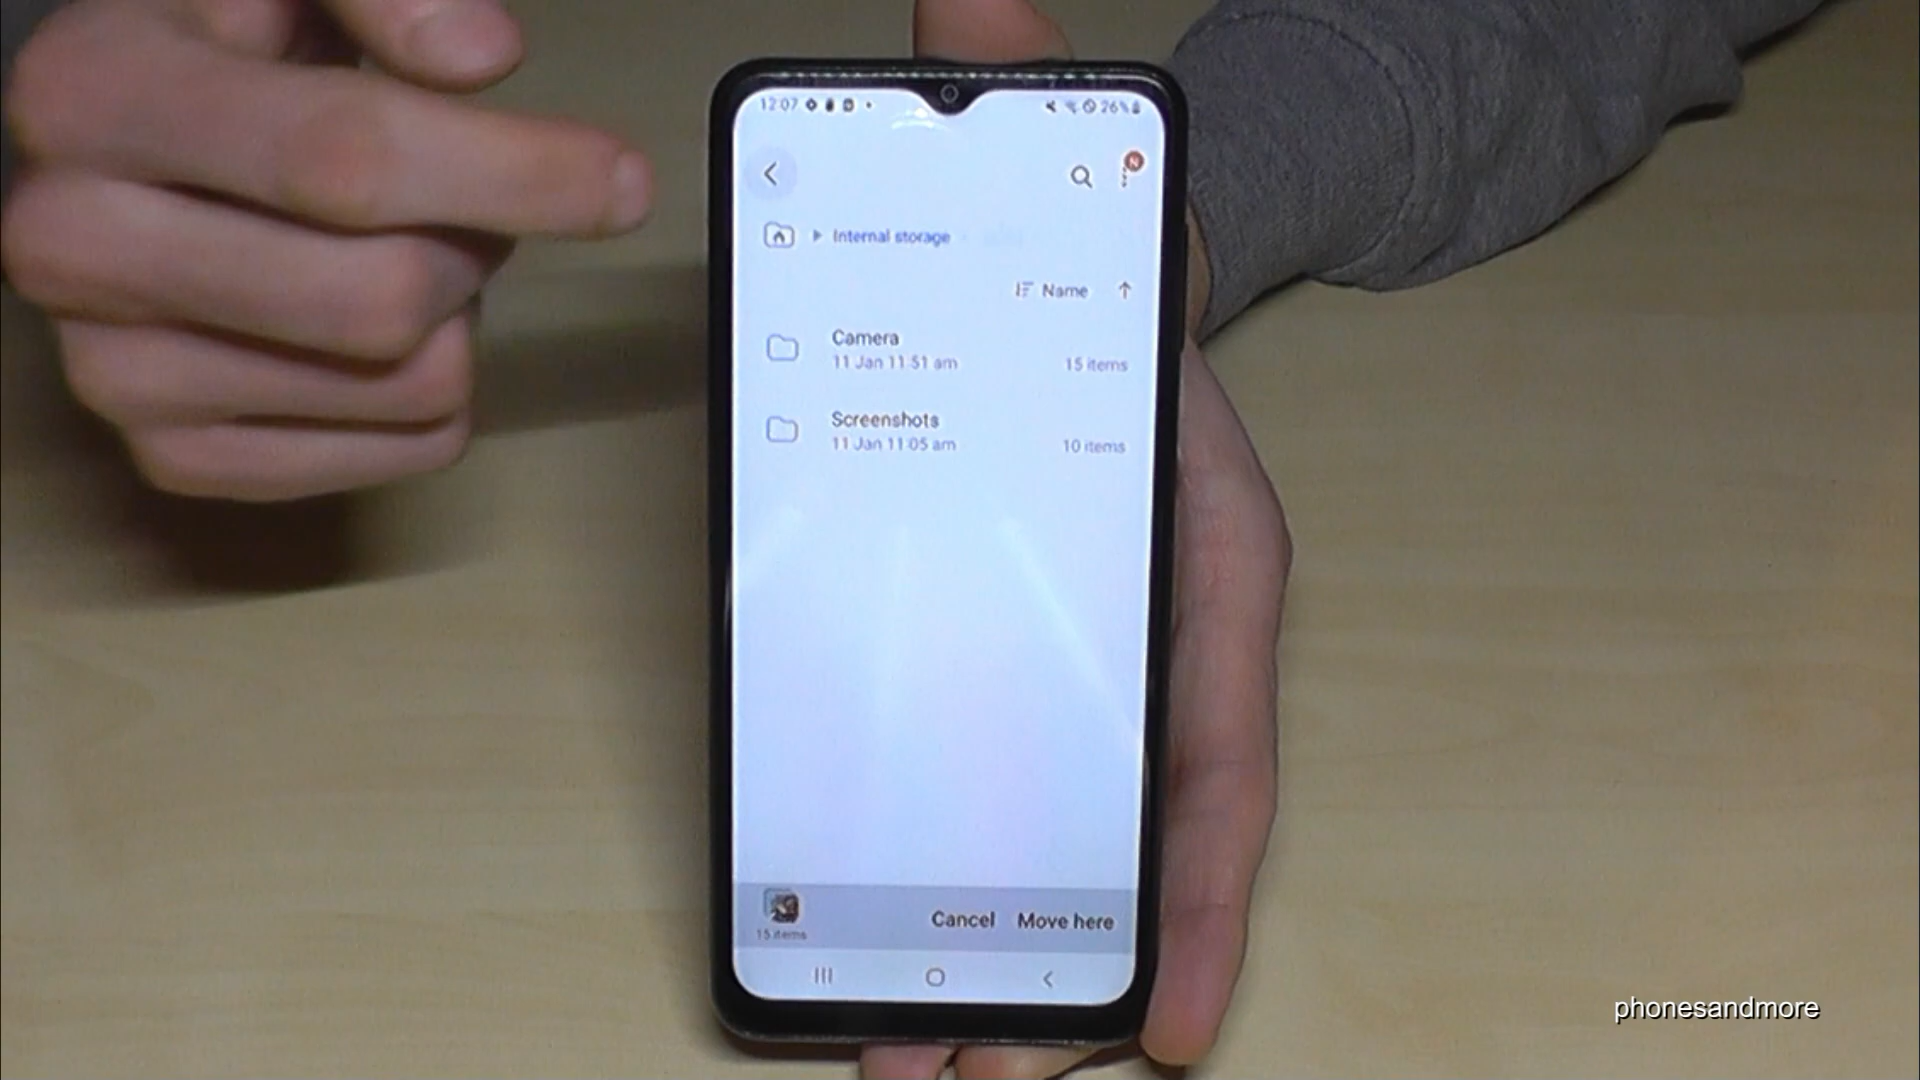 12:07
26%
N
Internal storage
Name
Camera
11 Jan 11:51 am
15 items
Screenshots
11 Jan 11:05 am
10 items
15 items
Cancel Move here
phonesandmore